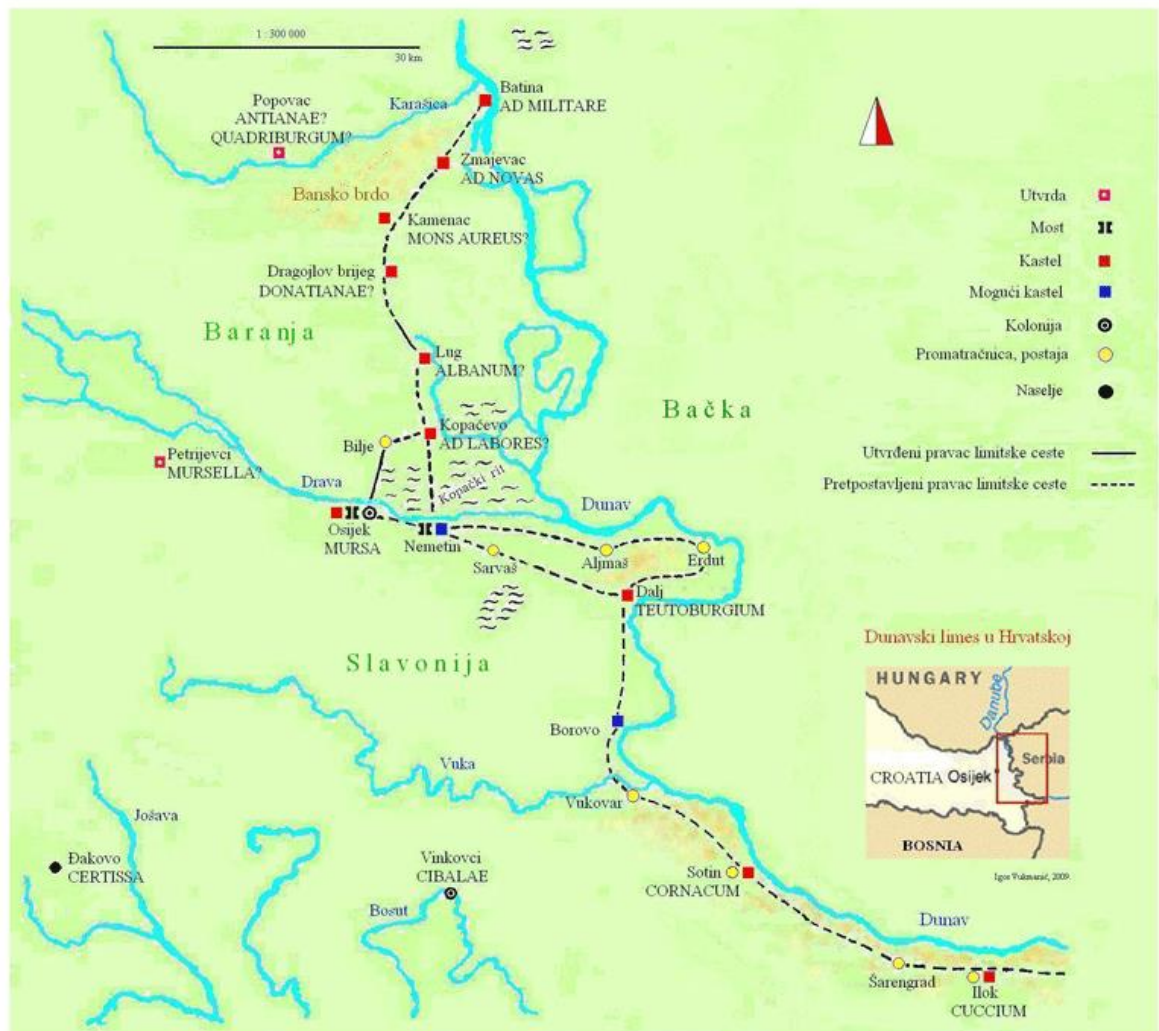 1 : 300 000
30 km
Popovac
ANTIANAE?
QUADRIBURGUM?
Karašica
Batina
AD MILITARE
Zmajevac
AD NOVAS
Bansko brdo
Kamenac
MONS AUREUS?
Dragojlov brijeg
DONATIANAE?
Baranja
Lug
ALBANUM?
Bačka
Kopačevo
AD LABORES?
Bilje
Kopački rit
Petrijevci
MURSELLA?
Drava
Dunav
Osijek
MURSA
Nemetin
Sarvaš
Aljmaš
Erdut
Dalj
TEUTOBURGIUM
Slavonija
Borovo
Vuka
Vukovar
Jošava
Đakovo
CERTISSA
Vinkovci
CIBALAE
Bosut
Sotin
CORNACUM
Dunav
Šarengrad
Ilok
CUCCIUM
Utvrda
Most
Kastel
Mogući kastel
Kolonija
Promatračnica, postaja
Naselje
Utvrđeni pravac limitske ceste
Pretpostavljeni pravac limitske ceste
Dunavski limes u Hrvatskoj
HUNGARY
Danube
CROATIA Osijek
Serbia
BOSNIA
Igor Vukmanić, 2009.